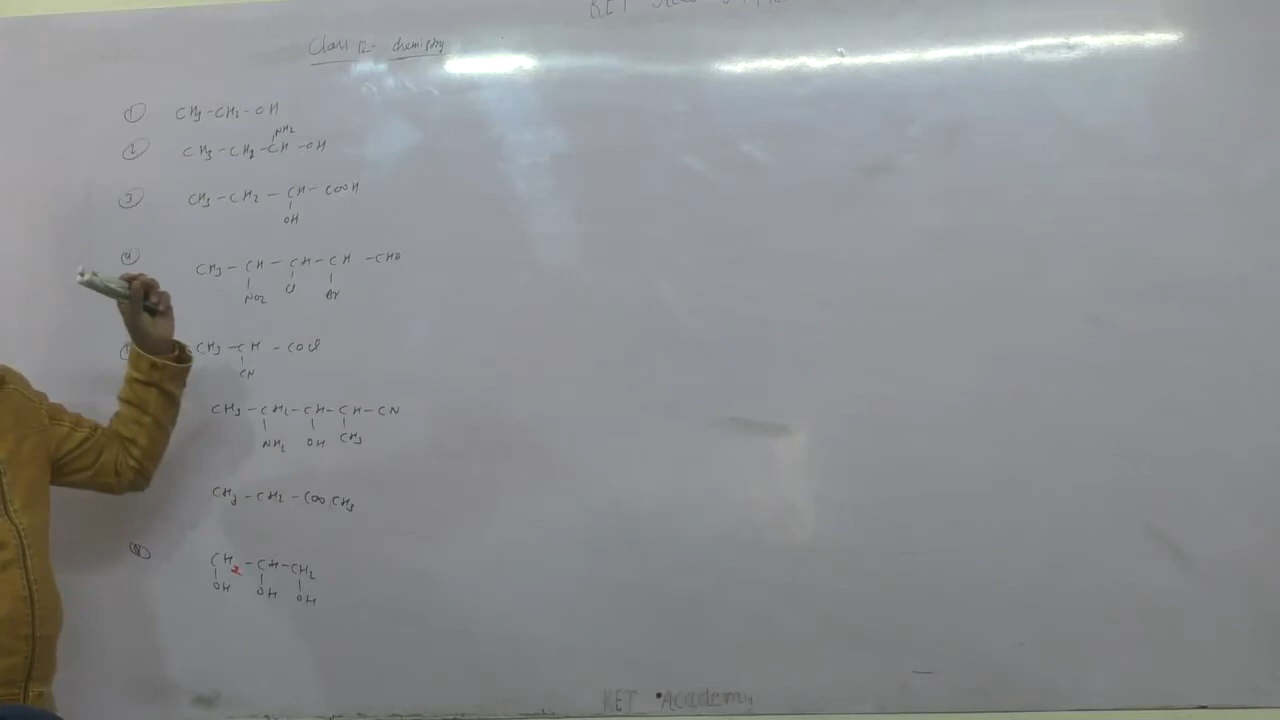 KET
Class 12 chemistry
① CH3-CH2-OH
NH2
② CH3-CH2-CH-OH
③ CH3-CH2-CH-COOH
OH
④ CH3-CH-CH-CH-CHO
NO2 Cl Br
CH3-CH-COCl
CN
CH3-CH2-CH-CH-CN
NH2 OH CH3
CH3-CH2-COOCH3
CH2-CH-CH2
OH OH OH
KET Academy